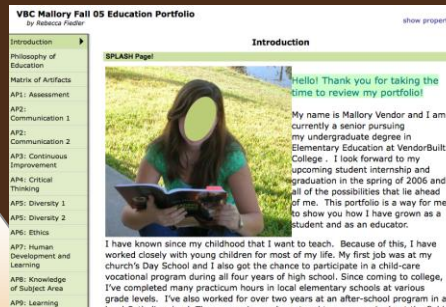 VBC Mallory Fall 05 Education Portfolio
by Rebecca Fiedler
show proper
Introduction
Philosophy of
Education
Matrix of Artifacts
AP1: Assessment
AP2:
Communication 1
AP2:
Communication 2
AP3: Continuous
Improvement
AP4: Critical
Thinking
AP5: Diversity 1
AP5: Diversity 2
AP6: Ethics
AP7: Human
Development and
Learning
AP8: Knowledge
of Subject Area
AP9: Learning
Introduction
SPLASH Page!
Hello! Thank you for taking the
time to review my portfolio!
My name is Mallory Vendor and I am
currently a senior pursuing
my undergraduate degree in
Elementary Education at VendorBuilt
College . I look forward to my
upcoming student internship and
graduation in the spring of 2006 and
all of the possibilities that lie ahead
of me. This portfolio is a way for me
to show you how I have grown as a
student and as an educator.
I have known since my childhood that I want to teach. Because of this, I have
worked closely with young children for most of my life. My first job was at my
church's Day School and I also got the chance to participate in a child-care
vocational program during all four years of high school. Since coming to college,
I've completed many practicum hours in local elementary schools at various
grade levels. I've also worked for over two years at an after-school program in a